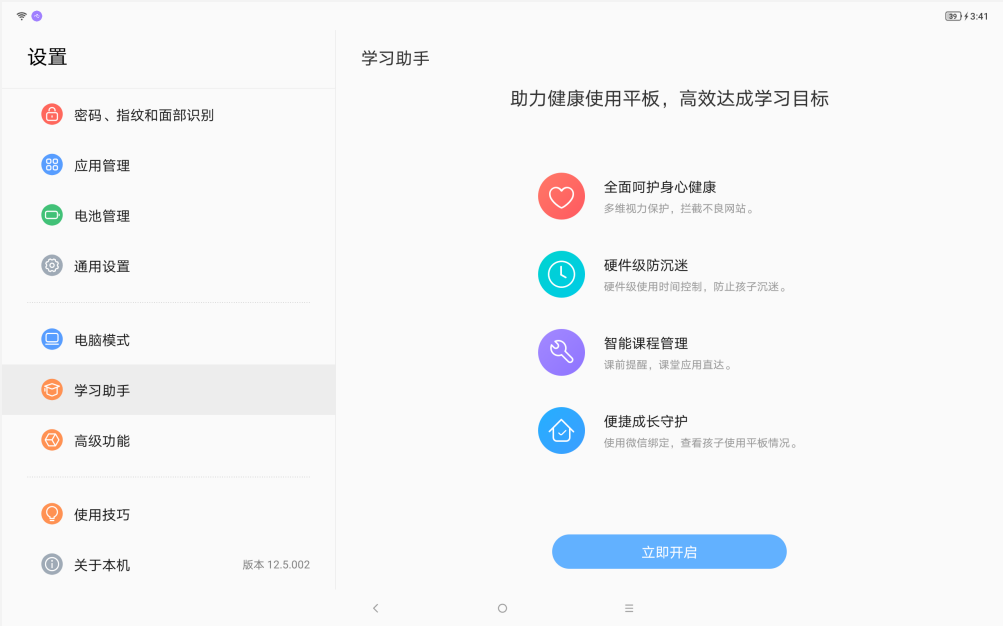 39 3:41
设置
密码、指纹和面部识别
应用管理
电池管理
通用设置
电脑模式
学习助手
高级功能
使用技巧
关于本机 版本 12.5.002
学习助手
助力健康使用平板，高效达成学习目标
全面呵护身心健康
多维视力保护，拦截不良网站。
硬件级防沉迷
硬件级使用时间控制，防止孩子沉迷。
智能课程管理
课前提醒，课堂应用直达。
便捷成长守护
使用微信绑定，查看孩子使用平板情况。
立即开启